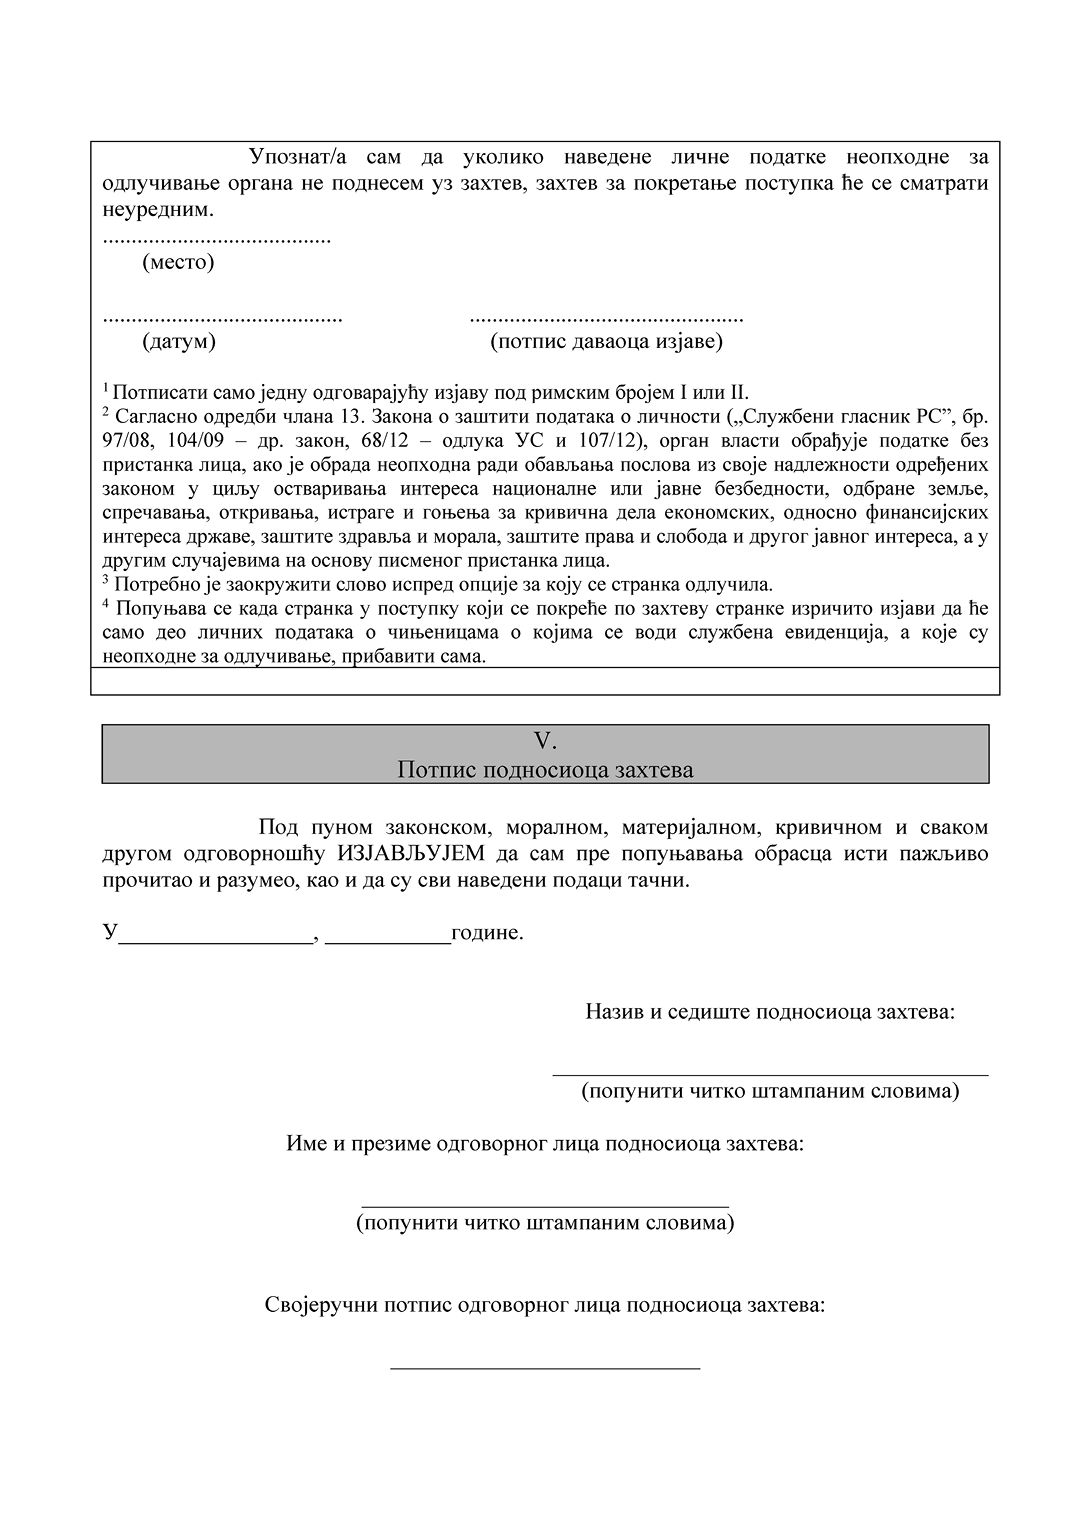 Упознат/а сам да уколико наведене личне податке неопходне за
одлучивање органа не поднесем уз захтев, захтев за покретање поступка ће се сматрати
неуредним.
........................................
(место)
.......................................... ................................................
(датум) (потпис даваоца изјаве)
1 Потписати само једну одговарајућу изјаву под римским бројем I или II.
2 Сагласно одредби члана 13. Закона о заштити података о личности („Службени гласник РС”, бр.
97/08, 104/09 – др. закон, 68/12 – одлука УС и 107/12), орган власти обрађује податке без
пристанка лица, ако је обрада неопходна ради обављања послова из своје надлежности одређених
законом у циљу остваривања интереса националне или јавне безбедности, одбране земље,
спречавања, откривања, истраге и гоњења за кривична дела економских, односно финансијских
интереса државе, заштите здравља и морала, заштите права и слобода и другог јавног интереса, а у
другим случајевима на основу писменог пристанка лица.
3 Потребно је заокружити слово испред опције за коју се странка одлучила.
4 Попуњава се када странка у поступку који се покреће по захтеву странке изричито изјави да ће
само део личних података о чињеницама о којима се води службена евиденција, а које су
неопходне за одлучивање, прибавити сама.
V.
Потпис подносиоца захтева
Под пуном законском, моралном, материјалном, кривичном и сваком
другом одговорношћу ИЗЈАВЉУЈЕМ да сам пре попуњавања обрасца исти пажљиво
прочитао и разумео, као и да су сви наведени подаци тачни.
У_________________, ___________године.
Назив и седиште подносиоца захтева:
______________________________________
(попунити читко штампаним словима)
Име и презиме одговорног лица подносиоца захтева:
________________________________
(попунити читко штампаним словима)
Својеручни потпис одговорног лица подносиоца захтева:
___________________________